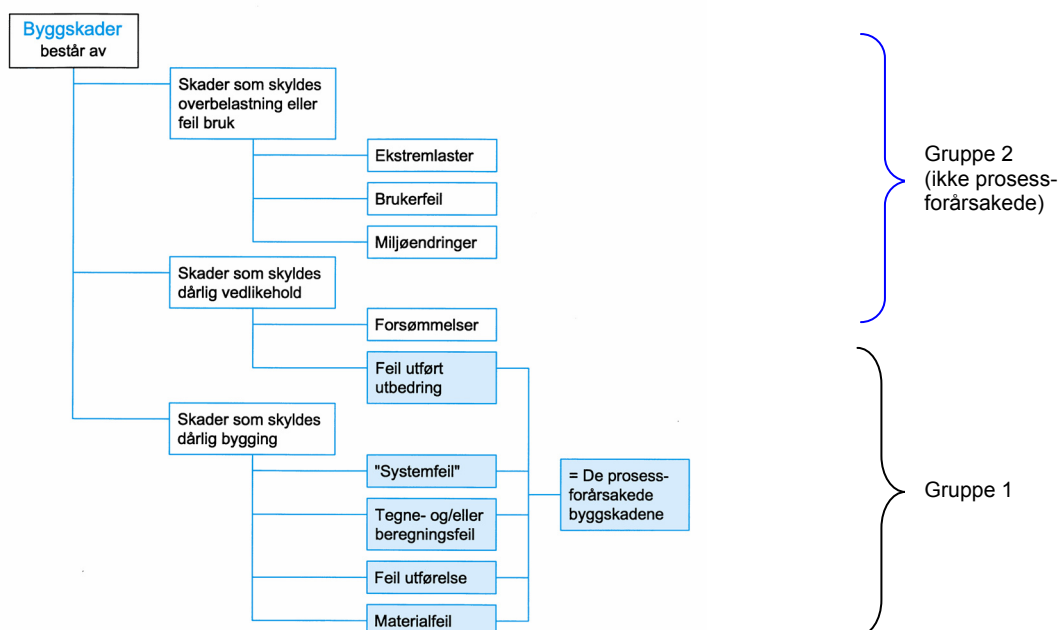 Byggskader
består av
Skader som skyldes
overbelastning eller
feil bruk
Ekstremlaster
Brukerfeil
Miljøendringer
Skader som skyldes
dårlig vedlikehold
Forsømmelser
Feil utført
utbedring
Skader som skyldes
dårlig bygging
"Systemfeil"
Tegne- og/eller
beregningsfeil
Feil utførelse
Materialfeil
= De prosess-
forårsakede
byggskadene
Gruppe 2
(ikke prosess-
forårsakede)
Gruppe 1